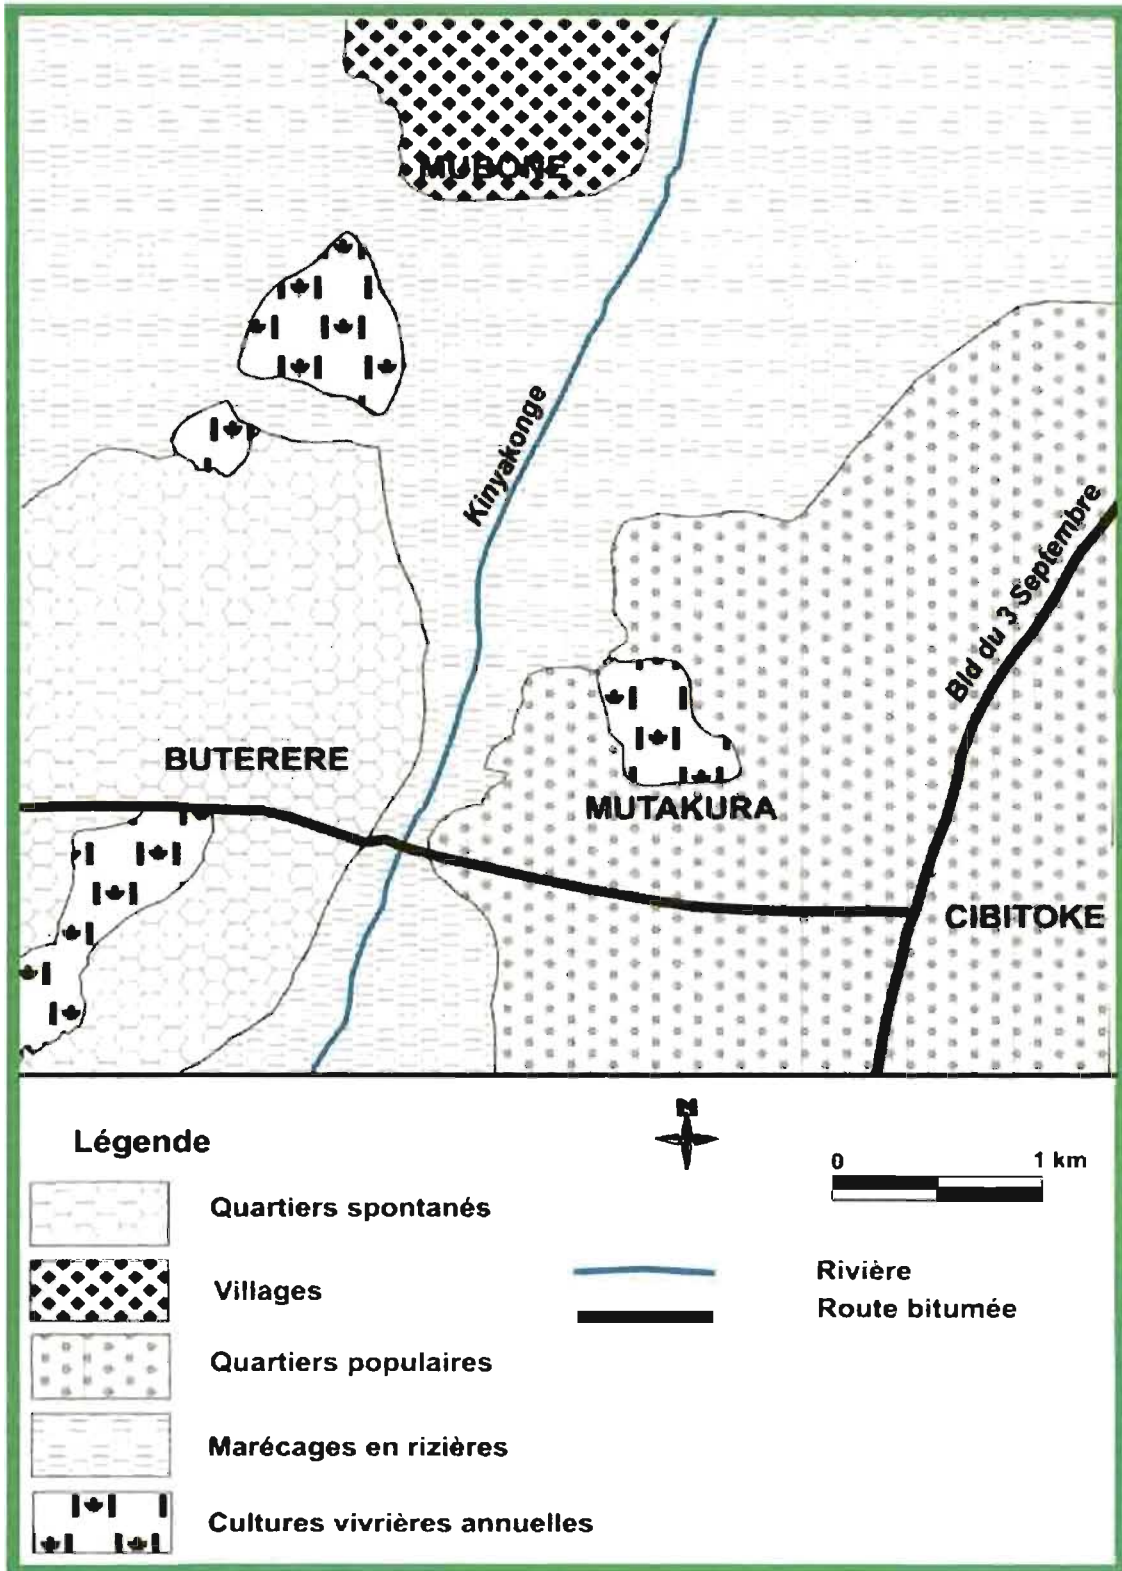 MUBONE
Kinyakonge
Bld du 3 Septembre
BUTERERE
MUTAKURA
CIBITOKE
Légende
N
0 1 km
Quartiers spontanés
Villages
Rivière
Route bitumée
Quartiers populaires
Marécages en rizières
Cultures vivrières annuelles